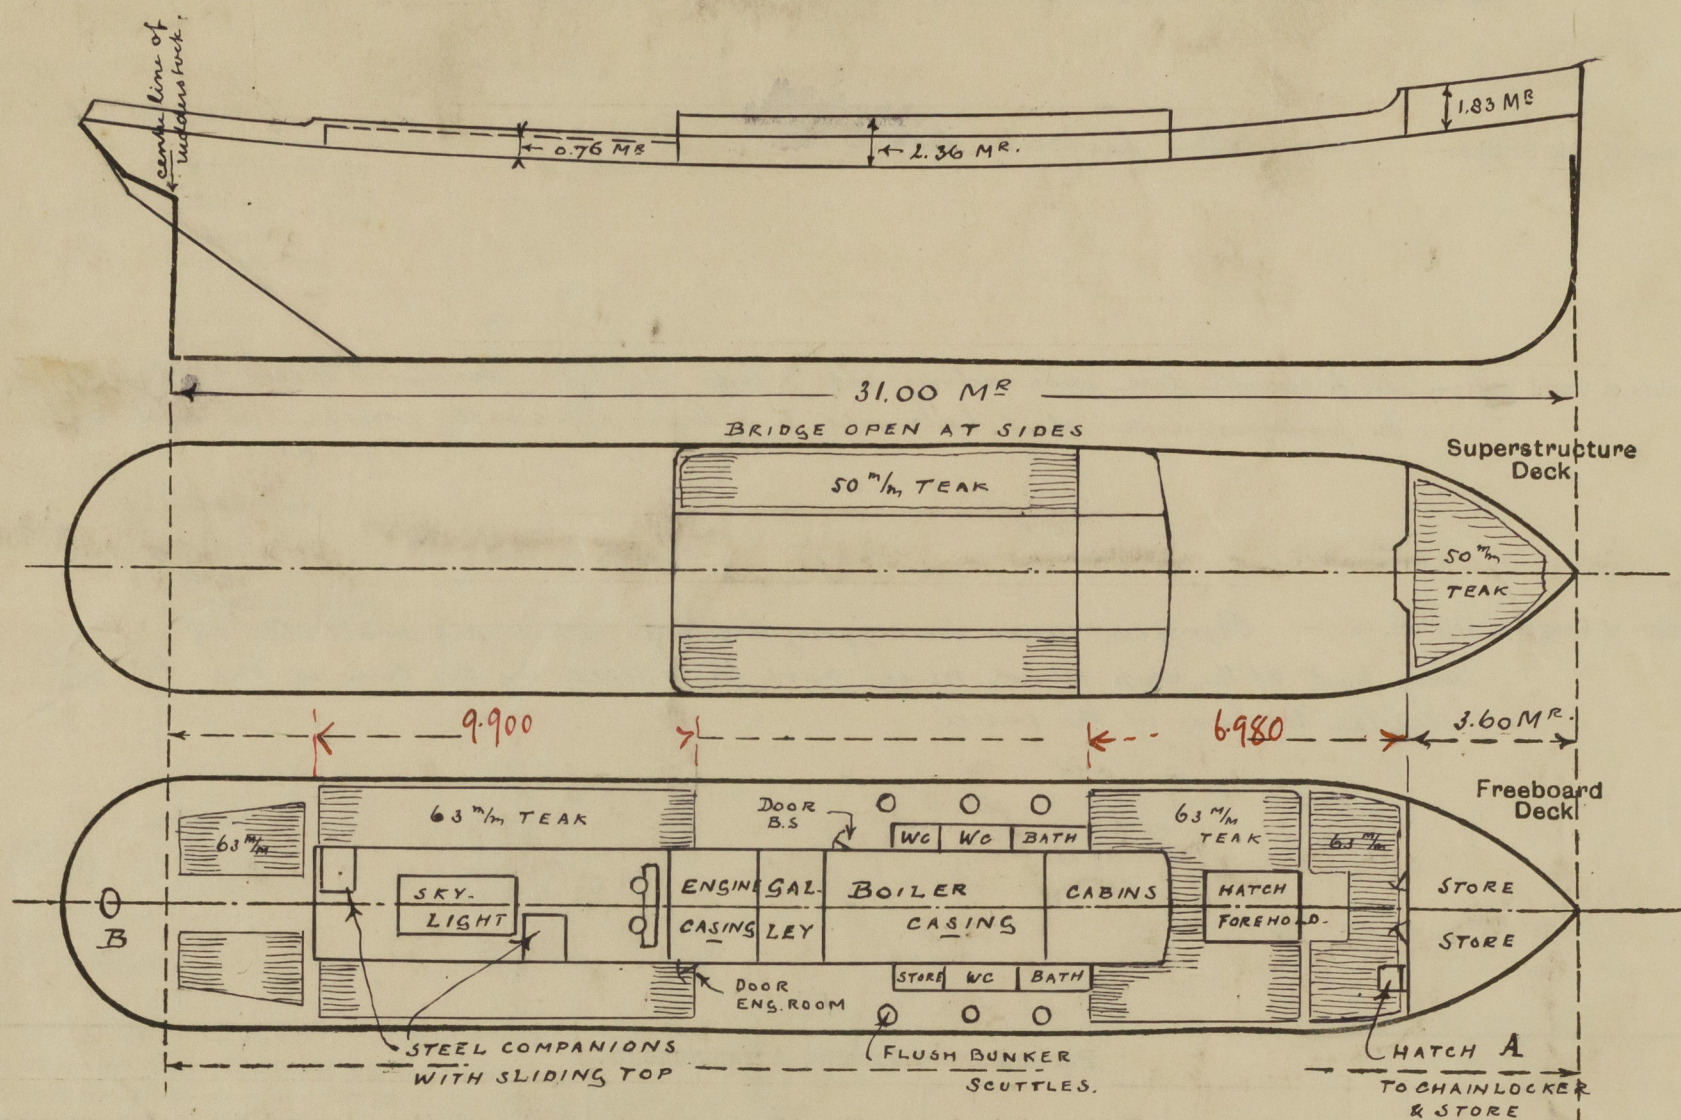 centre line of
rudderstock.
1.83 MR
0.76 MR
2.36 MR.
31.00 MR
BRIDGE OPEN AT SIDES
Superstructure
Deck
50 m/m TEAK
50 m/m
TEAK
9.900
6.980
3.60 MR.
Freeboard
Deck
63 m/m TEAK
DOOR
B.S
63 M/M
TEAK
63 M/M
63 m/m
WC
WC
BATH
SKY-
LIGHT
ENGINE
CASING
GAL-
LEY
BOILER
CASING
CABINS
HATCH
FOREHOLD.
STORE
STORE
B
STORE
WC
BATH
DOOR
ENG. ROOM
STEEL COMPANIONS
WITH SLIDING TOP
FLUSH BUNKER
SCUTTLES.
HATCH A
TO CHAINLOCKER
& STORE